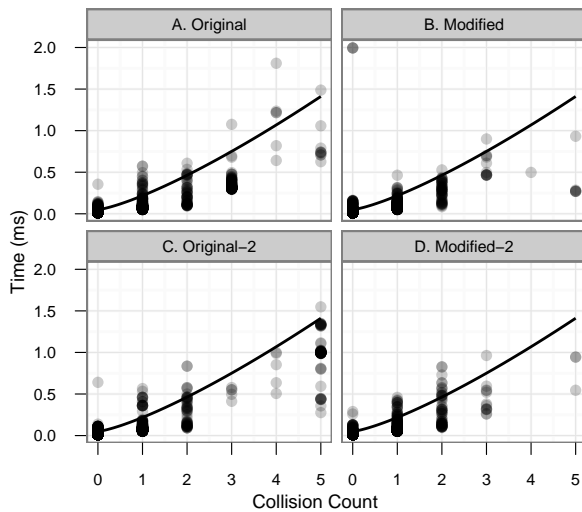 A. Original
B. Modified
2.0
1.5
1.0
0.5
0.0
C. Original−2
D. Modified−2
2.0
1.5
1.0
0.5
0.0
Time (ms)
0 1 2 3 4 5
0 1 2 3 4 5
Collision Count